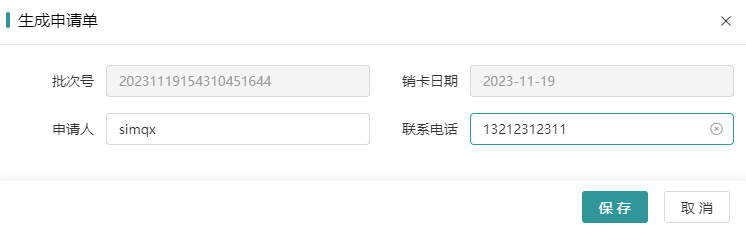 生成申请单
批次号 20231119154310451644 销卡日期 2023-11-19
申请人 simqx 联系电话 13212312311
保存 取消